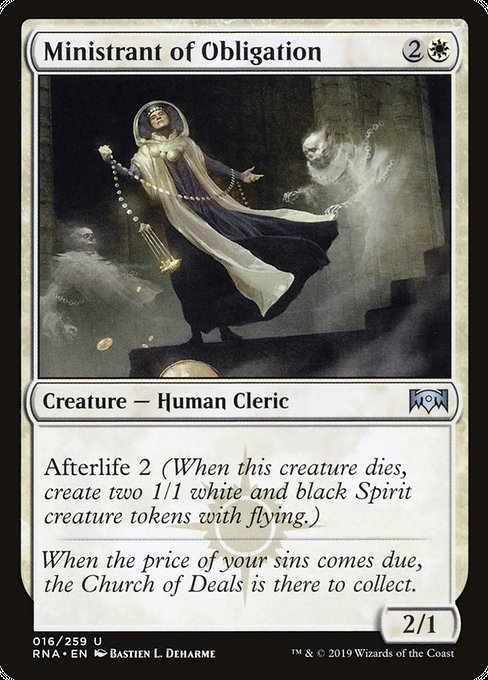 Ministrant of Obligation 2
Creature — Human Cleric
Afterlife 2 (When this creature dies,
create two 1/1 white and black Spirit
creature tokens with flying.)
When the price of your sins comes due,
the Church of Deals is there to collect.
2/1
016/259 U
RNA • EN Bastien L. Deharme ™ & © 2019 Wizards of the Coast